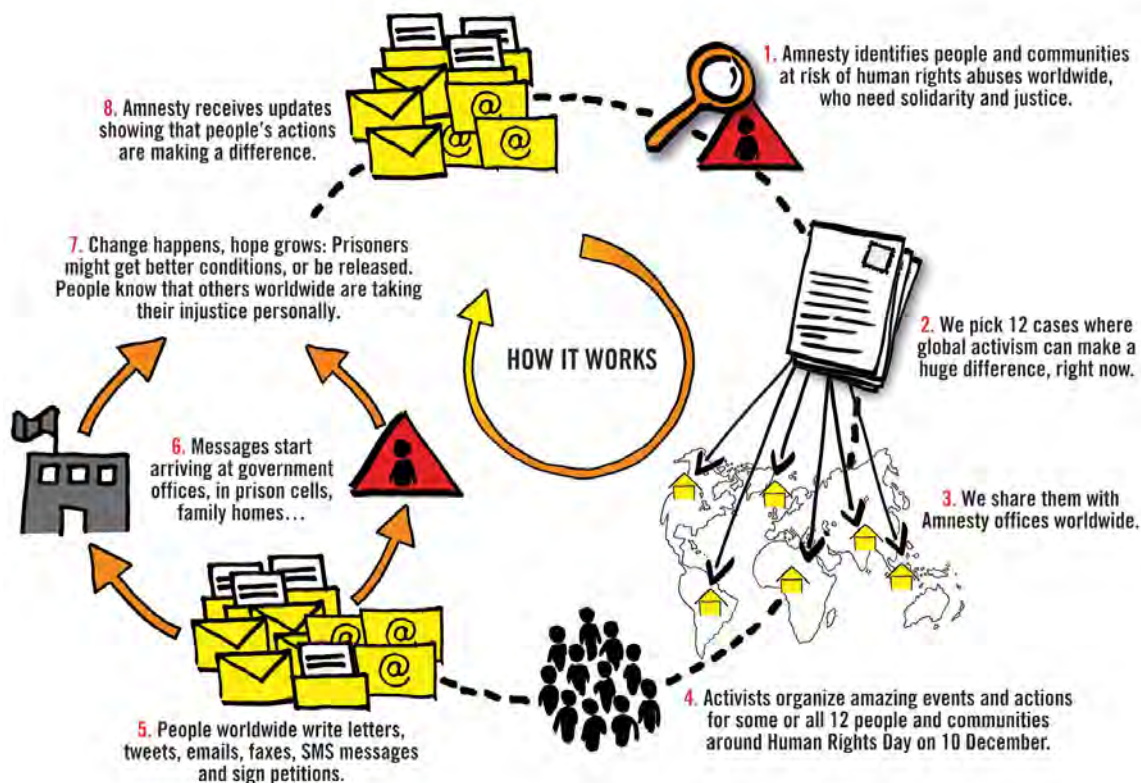 1. Amnesty identifies people and communities
at risk of human rights abuses worldwide,
who need solidarity and justice.
2. We pick 12 cases where
global activism can make a
huge difference, right now.
3. We share them with
Amnesty offices worldwide.
4. Activists organize amazing events and actions
for some or all 12 people and communities
around Human Rights Day on 10 December.
5. People worldwide write letters,
tweets, emails, faxes, SMS messages
and sign petitions.
6. Messages start
arriving at government
offices, in prison cells,
family homes…
7. Change happens, hope grows: Prisoners
might get better conditions, or be released.
People know that others worldwide are taking
their injustice personally.
8. Amnesty receives updates
showing that people's actions
are making a difference.
HOW IT WORKS
@
@
@
@
@
@
@